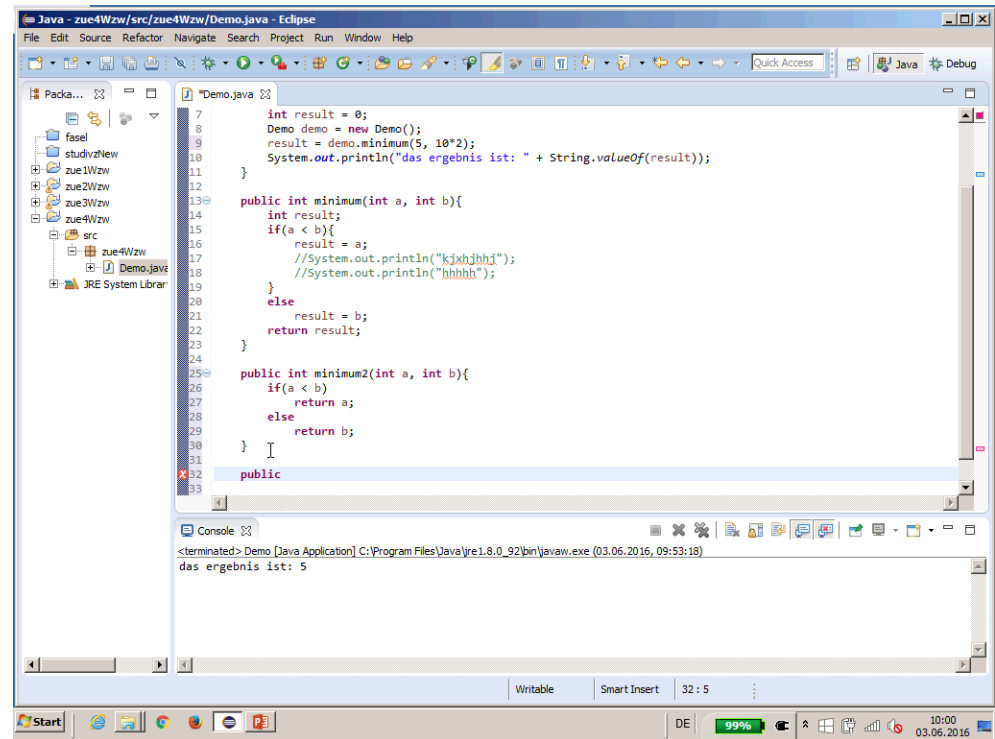 Java - zue4Wzw/src/zue4Wzw/Demo.java - Eclipse
File Edit Source Refactor Navigate Search Project Run Window Help
Quick Access Java Debug
Packa...
fasel
studivzNew
zue1Wzw
zue2Wzw
zue3Wzw
zue4Wzw
src
zue4Wzw
Demo.java
JRE System Librar
*Demo.java
7 int result = 0;
8 Demo demo = new Demo();
9 result = demo.minimum(5, 10*2);
10 System.out.println("das ergebnis ist: " + String.valueOf(result));
11 }
12
13 public int minimum(int a, int b){
14 int result;
15 if(a < b){
16 result = a;
17 //System.out.println("kjxhjhhj");
18 //System.out.println("hhhhh");
19 }
20 else
21 result = b;
22 return result;
23 }
24
25 public int minimum2(int a, int b){
26 if(a < b)
27 return a;
28 else
29 return b;
30 }
31
32 public
33
Console
<terminated> Demo [Java Application] C:\Program Files\Java\jre1.8.0_92\bin\javaw.exe (03.06.2016, 09:53:18)
das ergebnis ist: 5
Writable Smart Insert 32 : 5
Start DE 99% 10:00
03.06.2016